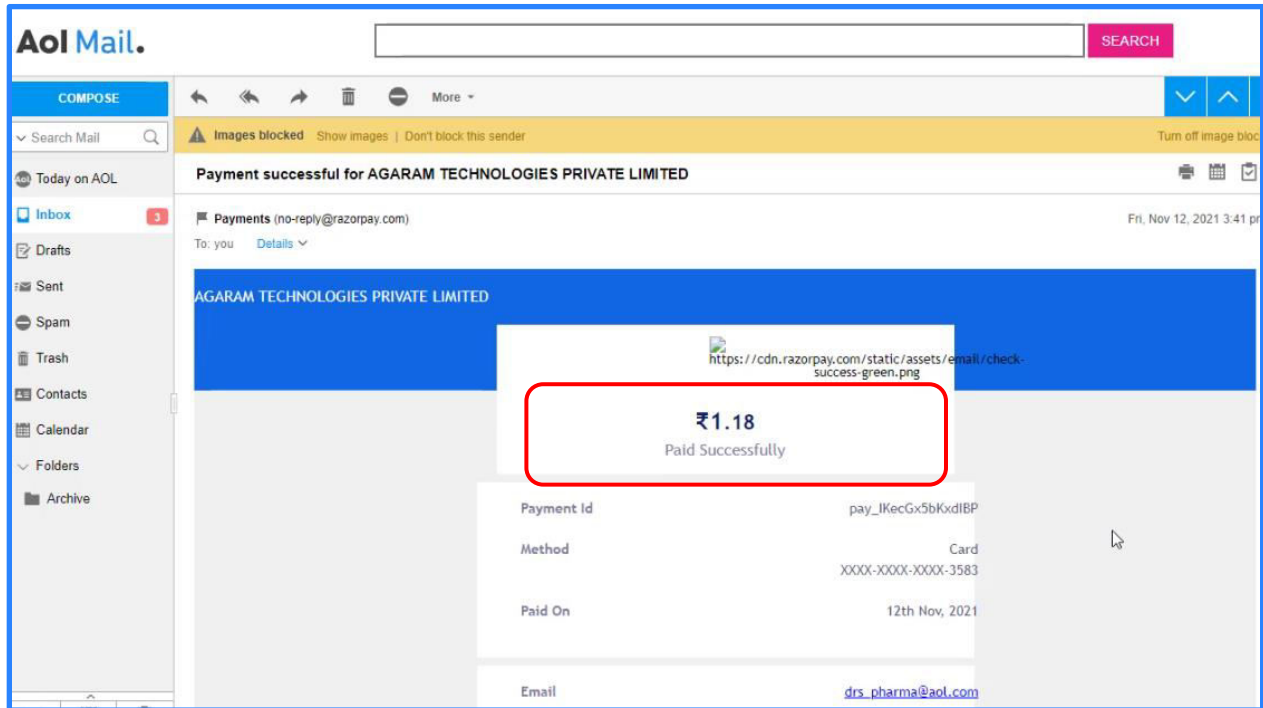 Aol Mail.
SEARCH
COMPOSE
More
Search Mail
Images blocked Show images | Don't block this sender
Turn off image bloc
Today on AOL
Payment successful for AGARAM TECHNOLOGIES PRIVATE LIMITED
Inbox 3
Payments (no-reply@razorpay.com)
Fri, Nov 12, 2021 3:41 pm
To: you Details
Drafts
Sent
Spam
Trash
Contacts
Calendar
Folders
Archive
AGARAM TECHNOLOGIES PRIVATE LIMITED
https://cdn.razorpay.com/static/assets/email/check-
success-green.png
₹1.18
Paid Successfully
Payment Id pay_IKecGx5bKxdIBP
Method Card
XXXX-XXXX-XXXX-3583
Paid On 12th Nov, 2021
Email drs_pharma@aol.com